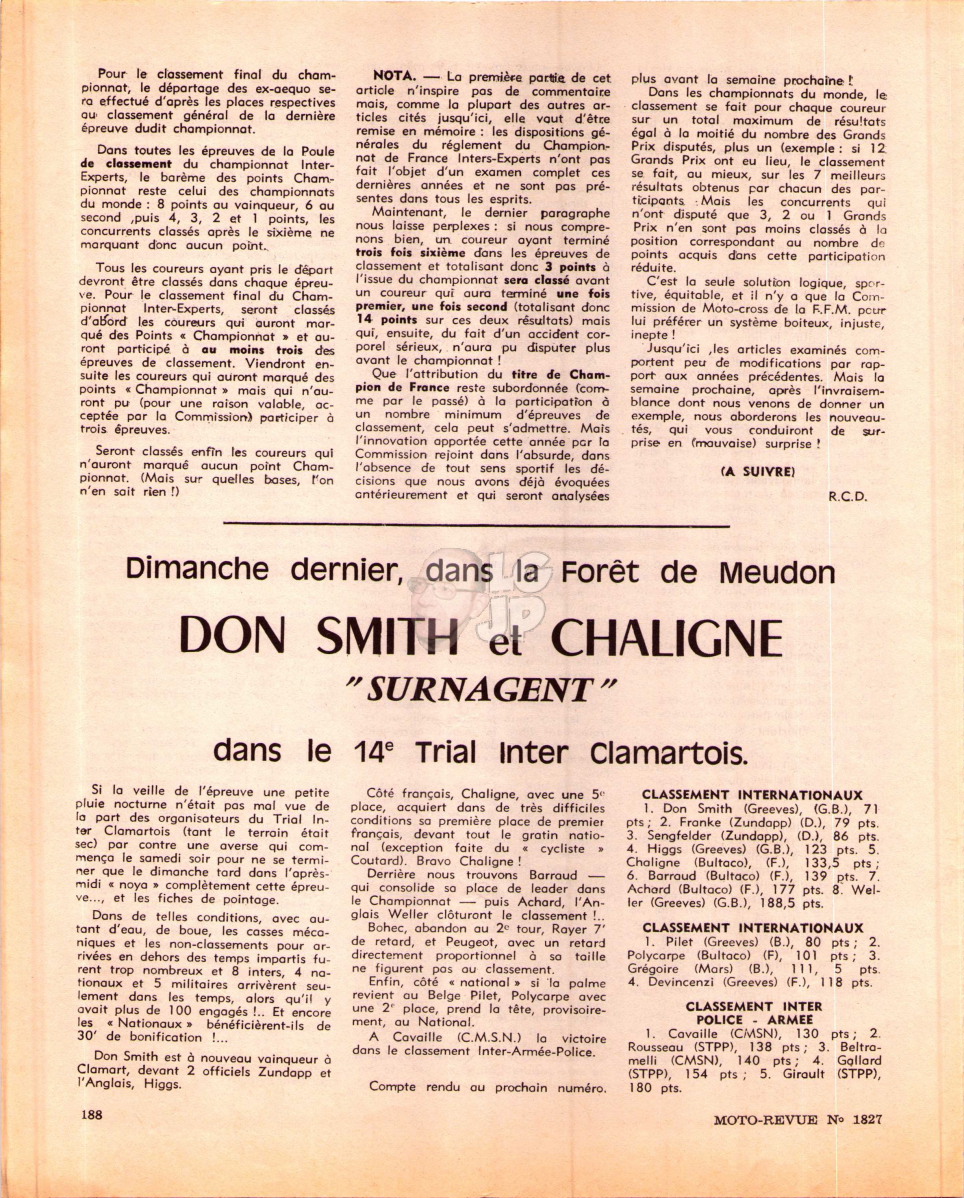 Pour le classement final du cham-
pionnat, le départage des ex-aequo se-
ra effectué d'après les places respectives
au classement général de la dernière
épreuve dudit championnat.
Dans toutes les épreuves de la Poule
de classement du championnat Inter-
Experts, le barème des points Cham-
pionnat reste celui des championnats
du monde : 8 points au vainqueur, 6 au
second ,puis 4, 3, 2 et 1 points, les
concurrents classés après le sixième ne
marquant donc aucun point.
Tous les coureurs ayant pris le départ
devront être classés dans chaque épreu-
ve. Pour le classement final du Cham-
pionnat Inter-Experts, seront classés
d'abord les coureurs qui auront mar-
qué des Points « Championnat » et au-
ront participé à au moins trois des
épreuves de classement. Viendront en-
suite les coureurs qui auront marqué des
points « Championnat » mais qui n'au-
ront pu (pour une raison valable, ac-
ceptée par la Commission) participer à
trois épreuves.
Seront classés enfin les coureurs qui
n'auront marqué aucun point Cham-
pionnat. (Mais sur quelles bases, l'on
n'en sait rien !)
NOTA. — La première partie de cet
article n'inspire pas de commentaire
mais, comme la plupart des autres ar-
ticles cités jusqu'ici, elle vaut d'être
remise en mémoire : les dispositions gé-
nérales du réglement du Champion-
nat de France Inters-Experts n'ont pas
fait l'objet d'un examen complet ces
dernières années et ne sont pas pré-
sentes dans tous les esprits.
Maintenant, le dernier paragraphe
nous laisse perplexes : si nous compre-
nons bien, un coureur ayant terminé
trois fois sixième dans les épreuves de
classement et totalisant donc 3 points à
l'issue du championnat sera classé avant
un coureur qui aura terminé une fois
premier, une fois second (totalisant donc
14 points sur ces deux résultats) mais
qui, ensuite, du fait d'un accident cor-
porel sérieux, n'aura pu disputer plus
avant le championnat !
Que l'attribution du titre de Cham-
pion de France reste subordonnée (com-
me par le passé) à la participation à
un nombre minimum d'épreuves de
classement, cela peut s'admettre. Mais
l'innovation apportée cette année par la
Commission rejoint dans l'absurde, dans
l'absence de tout sens sportif les dé-
cisions que nous avons déjà évoquées
antérieurement et qui seront analysées
plus avant la semaine prochaine !
Dans les championnats du monde, le
classement se fait pour chaque coureur
sur un total maximum de résultats
égal à la moitié du nombre des Grands
Prix disputés, plus un (exemple : si 12
Grands Prix ont eu lieu, le classement
se fait, au mieux, sur les 7 meilleurs
résultats obtenus par chacun des par-
ticipants. Mais les concurrents qui
n'ont disputé que 3, 2 ou 1 Grands
Prix n'en sont pas moins classés à la
position correspondant au nombre de
points acquis dans cette participation
réduite.
C'est la seule solution logique, spor-
tive, équitable, et il n'y a que la Com-
mission de Moto-cross de la F.F.M. pour
lui préférer un système boiteux, injuste,
inepte !
Jusqu'ici ,les articles examinés com-
portent peu de modifications par rap-
port aux années précédentes. Mais la
semaine prochaine, après l'invraisem-
blance dont nous venons de donner un
exemple, nous aborderons les nouveau-
tés, qui vous conduiront de sur-
prise en (mauvaise) surprise !
(A SUIVRE)
R.C.D.
Dimanche dernier, dans la Forêt de Meudon
DON SMITH et CHALIGNE
"SURNAGENT"
dans le 14e Trial Inter Clamartois.
LC
JP
Si la veille de l'épreuve une petite
pluie nocturne n'était pas mal vue de
la part des organisateurs du Trial In-
ter Clamartois (tant le terrain était
sec) par contre une averse qui com-
mença le samedi soir pour ne se termi-
ner que le dimanche tard dans l'après-
midi « noya » complètement cette épreu-
ve..., et les fiches de pointage.
Dans de telles conditions, avec au-
tant d'eau, de boue, les casses méca-
niques et les non-classements pour ar-
rivées en dehors des temps impartis fu-
rent trop nombreux et 8 inters, 4 na-
tionaux et 5 militaires arrivèrent seu-
lement dans les temps, alors qu'il y
avait plus de 100 engagés !.. Et encore
les « Nationaux » bénéficièrent-ils de
30' de bonification !...
Don Smith est à nouveau vainqueur à
Clamart, devant 2 officiels Zundapp et
l'Anglais, Higgs.
Côté français, Chaligne, avec une 5e
place, acquiert dans de très difficiles
conditions sa première place de premier
français, devant tout le gratin natio-
nal (exception faite du « cycliste »
Coutard). Bravo Chaligne !
Derrière nous trouvons Barraud —
qui consolide sa place de leader dans
le Championnat — puis Achard, l'An-
glais Weller clôturant le classement !..
Bohec, abandon au 2e tour, Rayer 7'
de retard, et Peugeot, avec un retard
directement proportionnel à sa taille
ne figurent pas au classement.
Enfin, côté « national » si la palme
revient au Belge Pilet, Polycarpe avec
une 2e place, prend la tête, provisoire-
ment, au National.
A Cavaille (C.M.S.N.) la victoire
dans le classement Inter-Armée-Police.
Compte rendu au prochain numéro.
CLASSEMENT INTERNATIONAUX
1. Don Smith (Greeves), (G.B.), 71
pts ; 2. Franke (Zundapp) (D.), 79 pts.
3. Sengfelder (Zundapp), (D.), 86 pts.
4. Higgs (Greeves) (G.B.), 123 pts. 5.
Chaligne (Bultaco), (F.), 133,5 pts ;
6. Barraud (Bultaco) (F.), 139 pts. 7.
Achard (Bultaco) (F.), 177 pts. 8. Wel-
ler (Greeves) (G.B.), 188,5 pts.
CLASSEMENT INTERNATIONAUX
1. Pilet (Greeves) (B.), 80 pts ; 2.
Polycarpe (Bultaco) (F), 101 pts ; 3.
Grégoire (Mars) (B.), 111, 5 pts.
4. Devincenzi (Greeves) (F.), 118 pts.
CLASSEMENT INTER
POLICE - ARMEE
1. Cavaille (CMSN), 130 pts ; 2.
Rousseau (STPP), 138 pts ; 3. Beltra-
melli (CMSN), 140 pts ; 4. Gallard
(STPP), 154 pts ; 5. Girault (STPP),
180 pts.
188
MOTO-REVUE No 1827